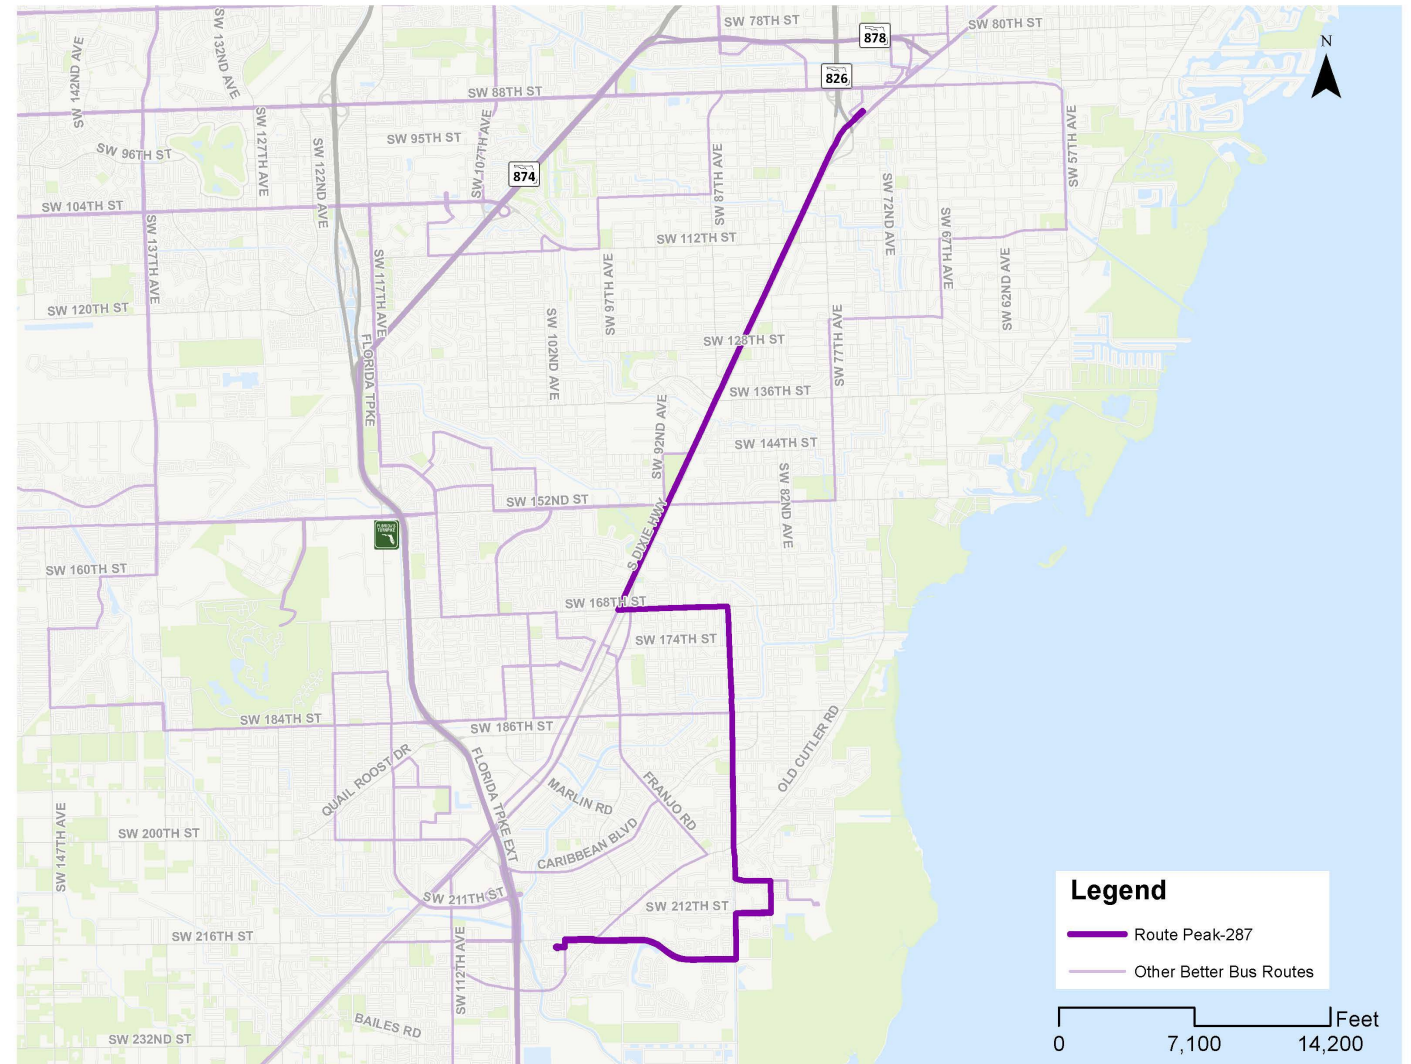 SW 78TH ST
SW 80TH ST
878
826
N
SW 142ND AVE
SW 132ND AVE
SW 88TH ST
SW 127TH AVE
SW 122ND AVE
SW 95TH ST
SW 107TH AVE
SW 96TH ST
874
SW 87TH AVE
SW 72ND AVE
SW 57TH AVE
SW 104TH ST
SW 137TH AVE
SW 112TH ST
SW 67TH AVE
SW 62ND AVE
SW 117TH AVE
SW 97TH AVE
SW 120TH ST
SW 102ND AVE
SW 128TH ST
SW 77TH AVE
FLORIDA TPKE
SW 136TH ST
SW 92ND AVE
SW 144TH ST
SW 82ND AVE
SW 152ND ST
S DIXIE HWY
SW 160TH ST
SW 168TH ST
SW 174TH ST
SW 184TH ST
SW 186TH ST
OLD CUTLER RD
QUAIL ROOST DR
FLORIDA TPKE EXT
MARLIN RD
FRANJO RD
SW 147TH AVE
SW 200TH ST
CARIBBEAN BLVD
SW 211TH ST
SW 212TH ST
SW 216TH ST
SW 112TH AVE
BAILES RD
SW 232ND ST
Legend
Route Peak-287
Other Better Bus Routes
Feet
0 7,100 14,200